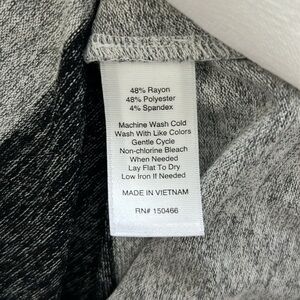 48% Rayon
48% Polyester
4% Spandex
Machine Wash Cold
Wash With Like Colors
Gentle Cycle
Non-chlorine Bleach
When Needed
Lay Flat To Dry
Low Iron If Needed
MADE IN VIETNAM
RN# 150466